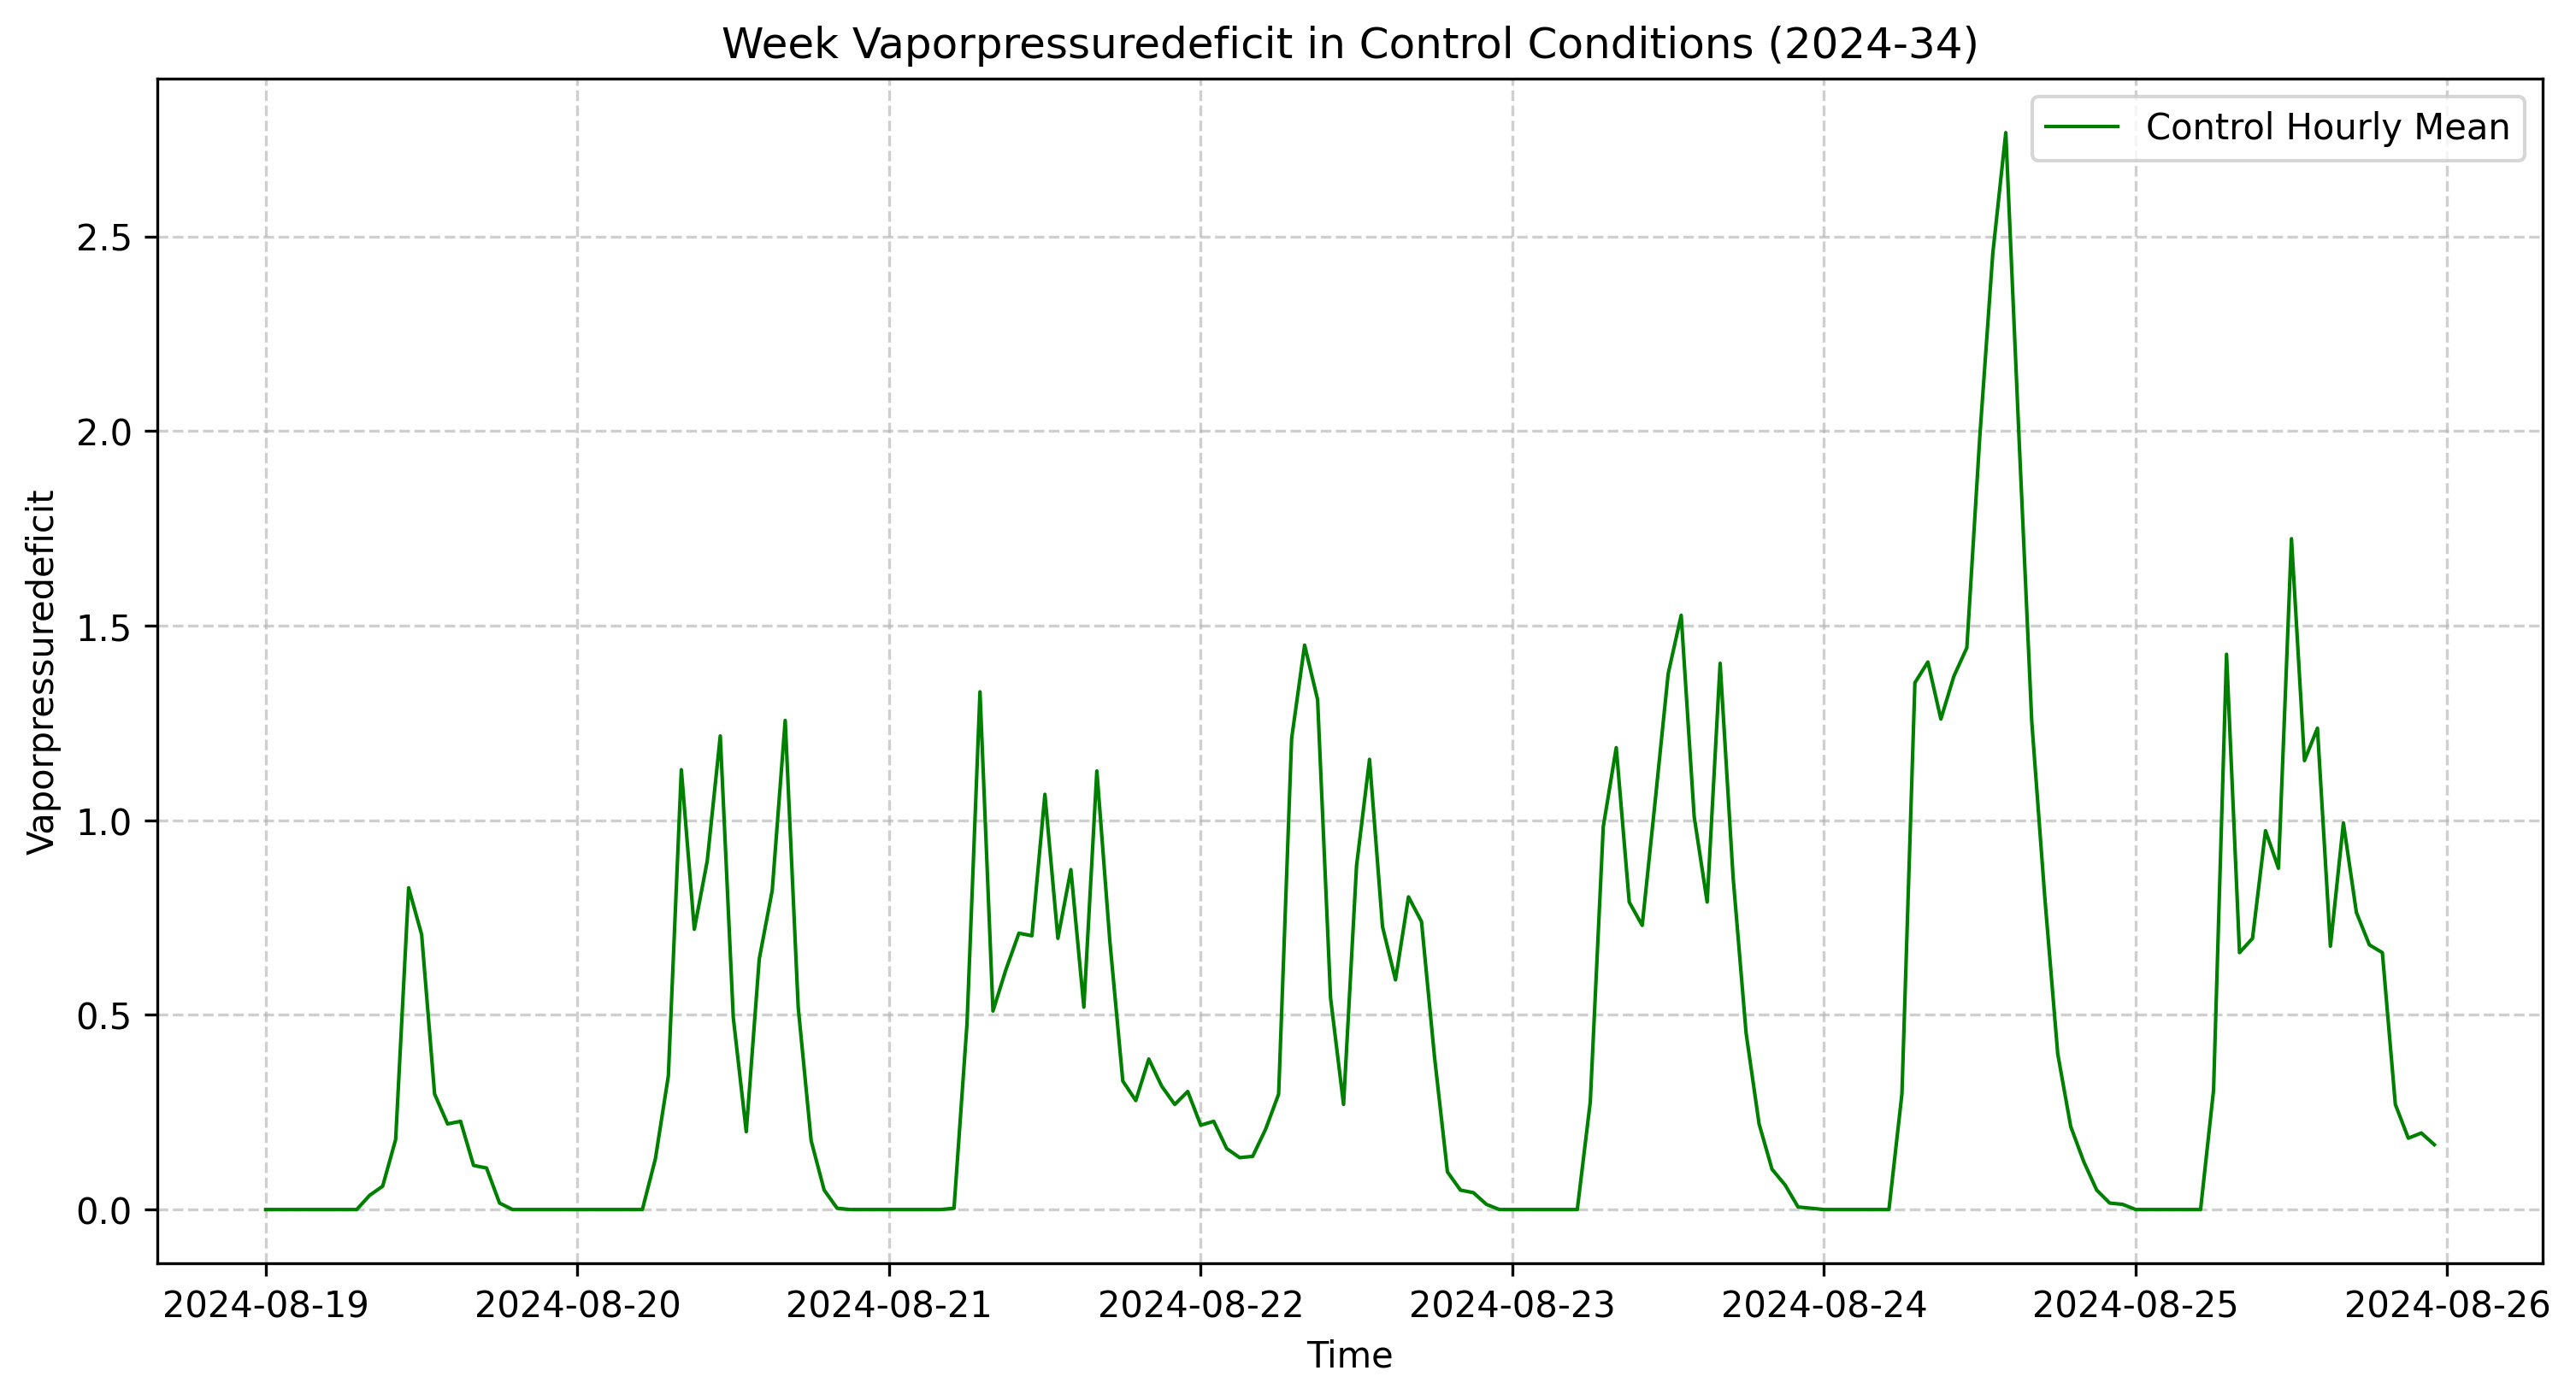 Week Vaporpressuredeficit in Control Conditions (2024-34)
Control Hourly Mean
Vaporpressuredeficit
2.5
2.0
1.5
1.0
0.5
0.0
2024-08-19 2024-08-20 2024-08-21 2024-08-22 2024-08-23 2024-08-24 2024-08-25 2024-08-26
Time